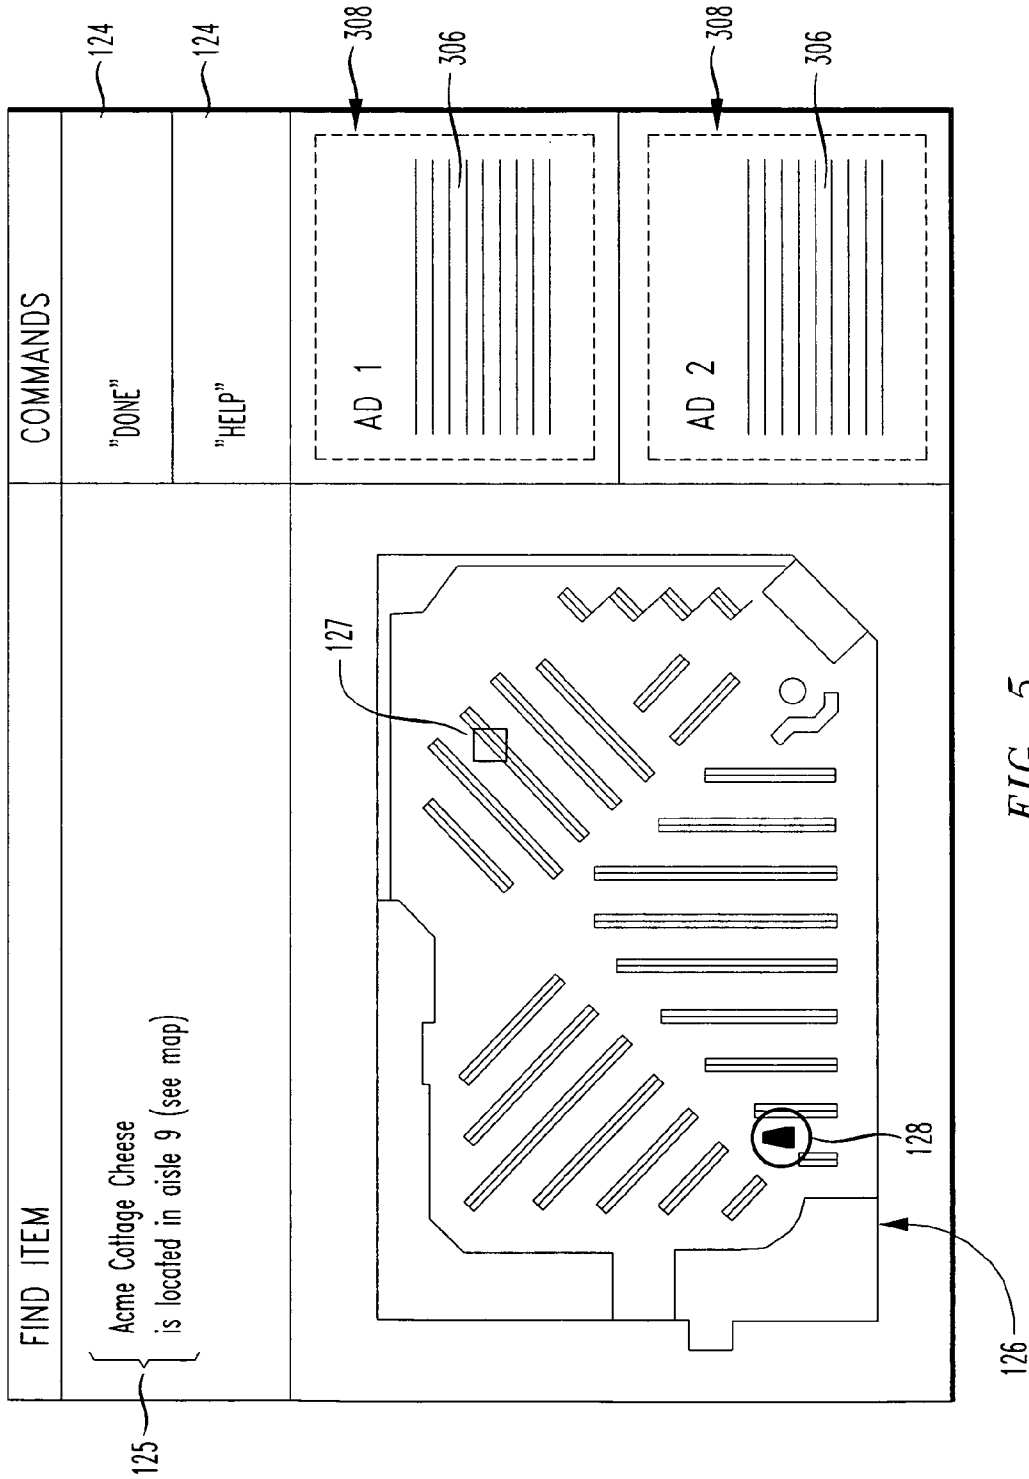 FIND ITEM
COMMANDS
Acme Cottage Cheese
is located in aisle 9 (see map)
"DONE"
"HELP"
AD 1
AD 2
125
124
124
308
306
308
306
127
128
126
FIG. 5